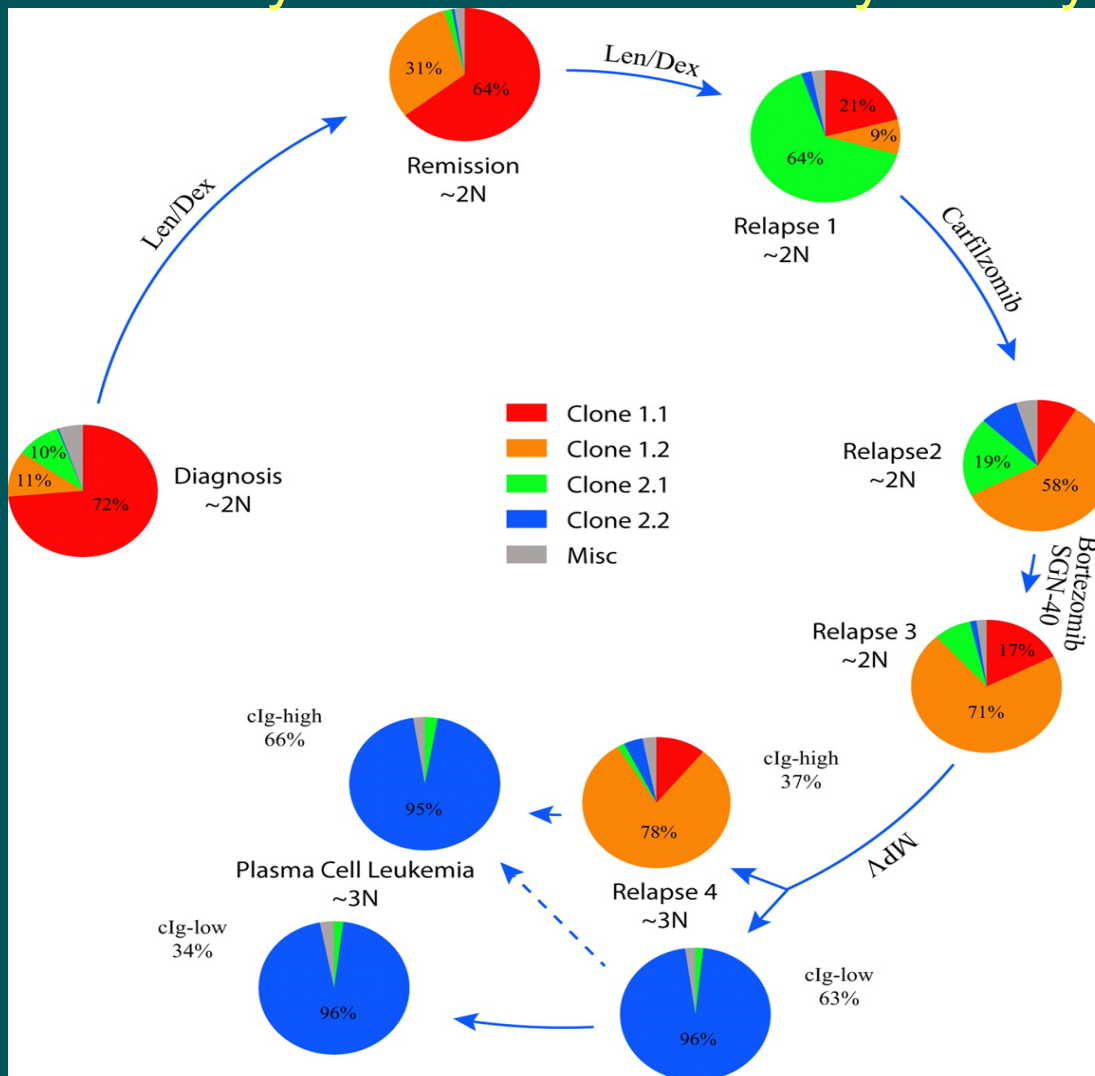 31%
64%
Remission
~2N
Len/Dex
21%
9%
64%
Relapse 1
~2N
Len/Dex
Carfilzomib
10%
11%
72%
Diagnosis
~2N
Clone 1.1
Clone 1.2
Clone 2.1
Clone 2.2
Misc
Relapse2
~2N
19%
58%
Bortezomib
SGN-40
Relapse 3
~2N
17%
71%
MPV
cIg-high
66%
95%
Plasma Cell Leukemia
~3N
cIg-high
37%
78%
Relapse 4
~3N
cIg-low
34%
96%
cIg-low
63%
96%